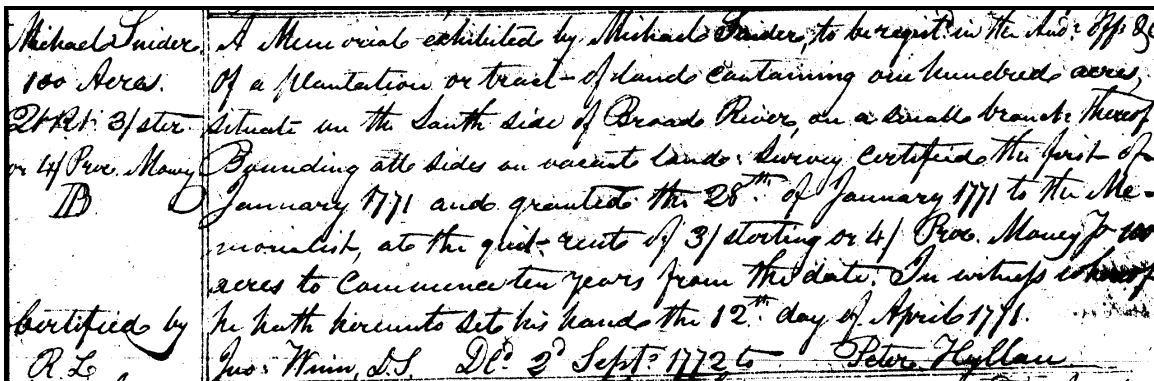 Michael Snider.
100 Acres.
Qt Rt. 3/ ster
or 4/ Proc. Money
B
Certified by
R. L
A Memorial exhibited by Michael Snider, to be regist.d in the Aud.r Off. &c
of a plantation or tract of land containing one hundred acres,
situate on the South side of Broad River, on a small branch thereof
Bounding all sides on vacant land: Survey certified the first of
January 1771 and granted the 28th of January 1771 to the Me-
morialist, at the quit-rent of 3/ sterling or 4/ Proc. Money P 100
acres to commence ten years from the date. In witness whereof
he hath hereunto set his hand the 12th day of April 1771.
Jno: Winn, D.S. Dld 2d Sept. 1772 to Peter Hyllau